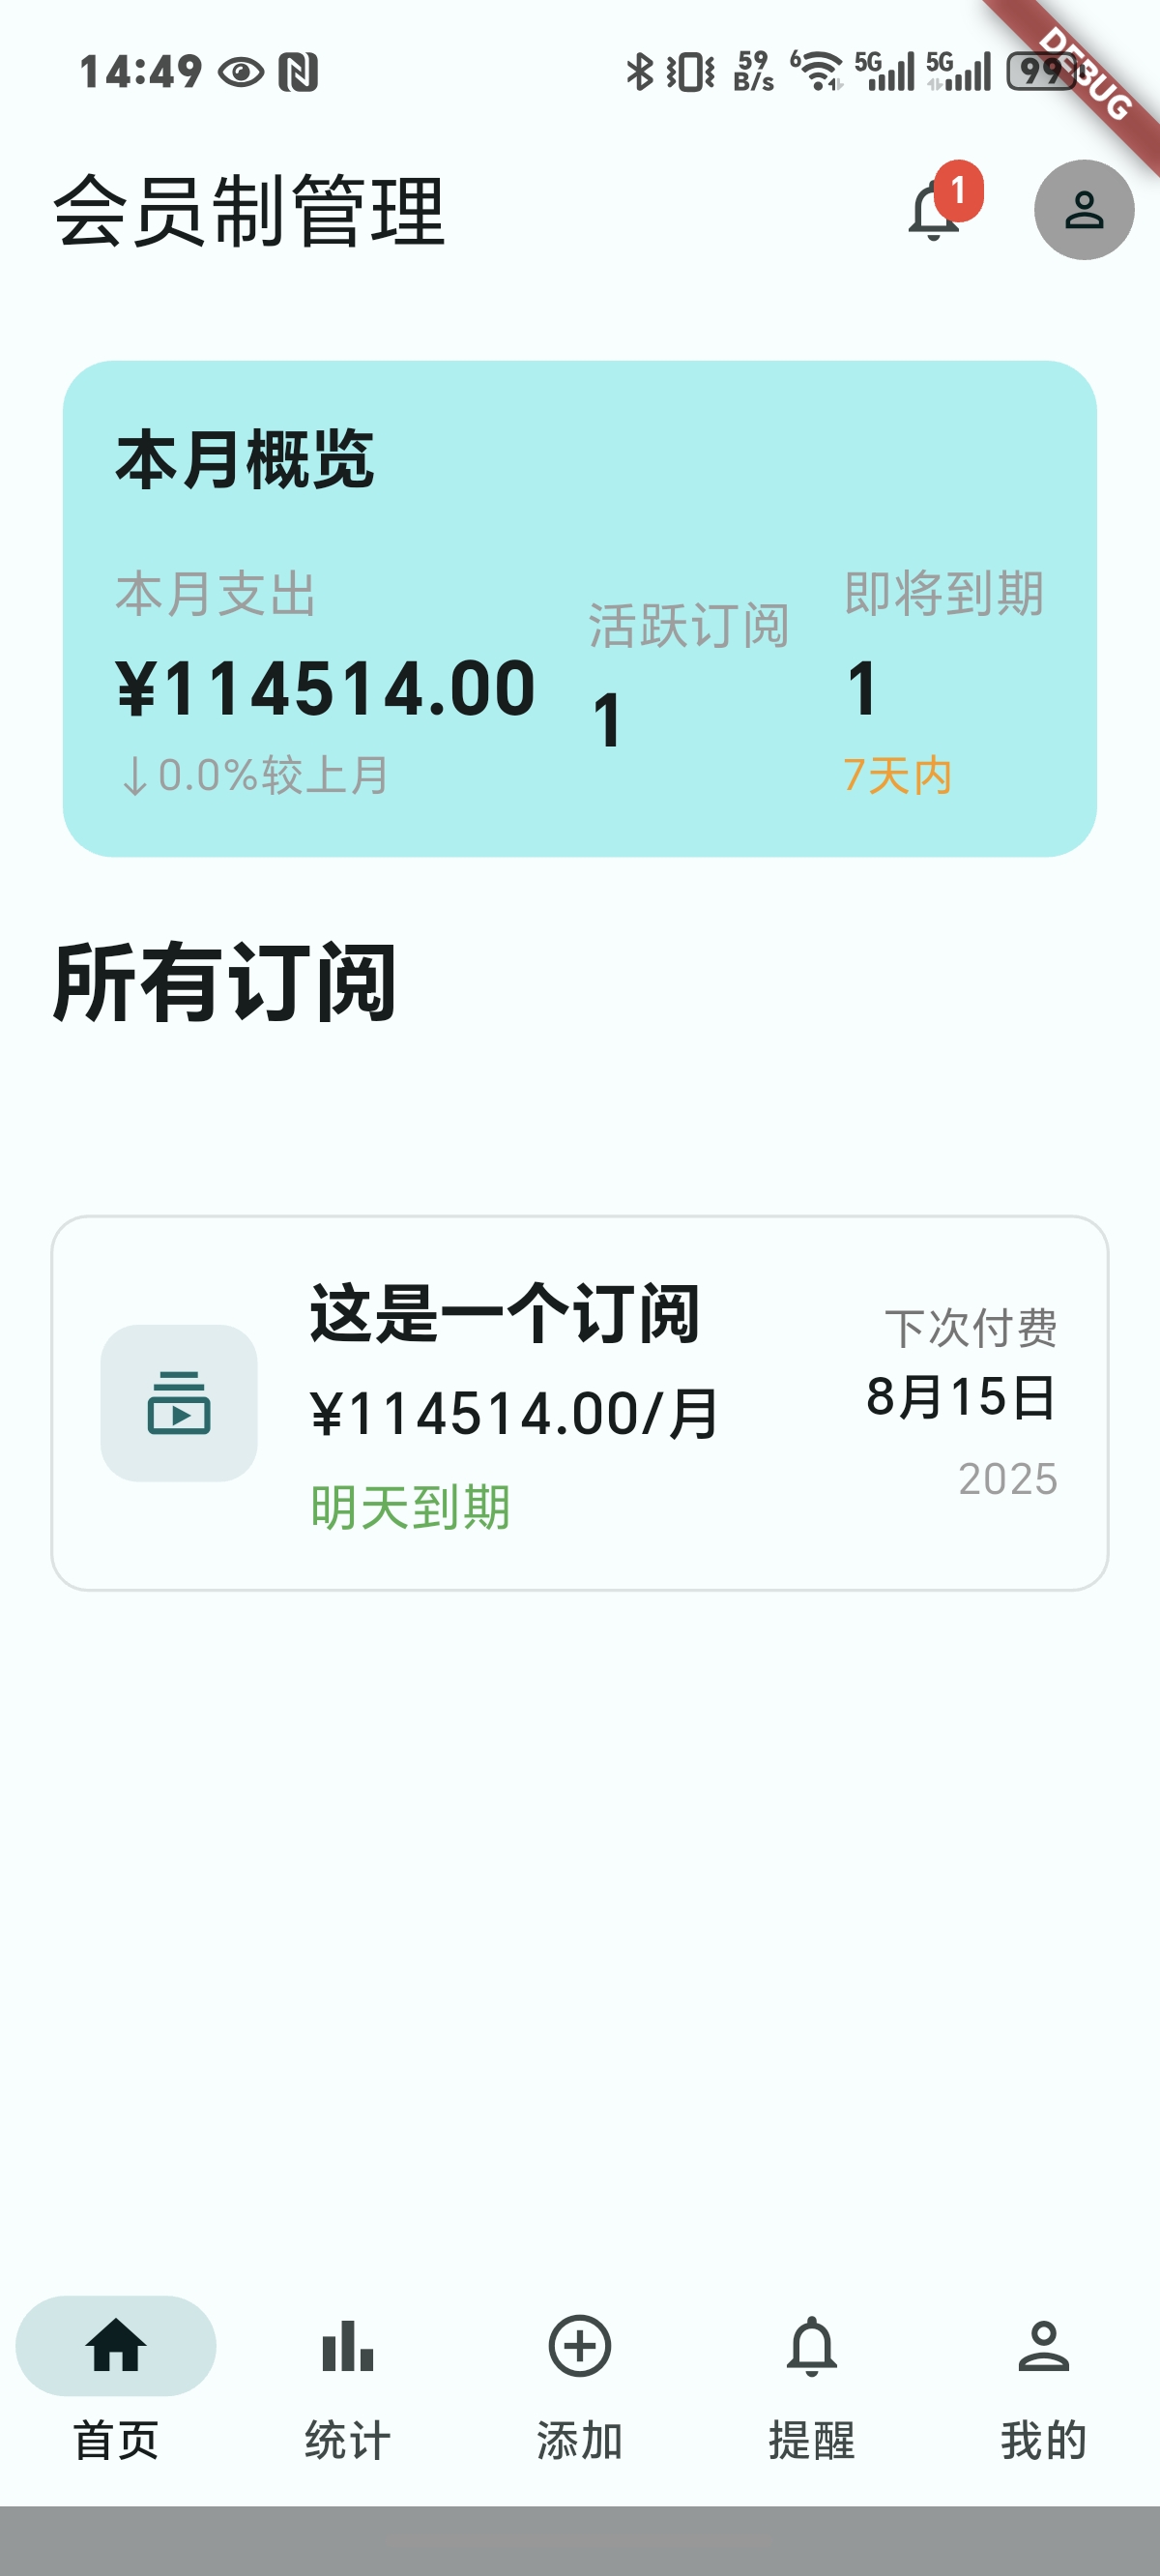 14:49
59 B/s
6
5G
5G
99
DEBUG
会员制管理
1
本月概览
本月支出
¥114514.00
↓0.0%较上月
活跃订阅
1
即将到期
1
7天内
所有订阅
这是一个订阅
¥114514.00/月
明天到期
下次付费
8月15日
2025
首页
统计
添加
提醒
我的